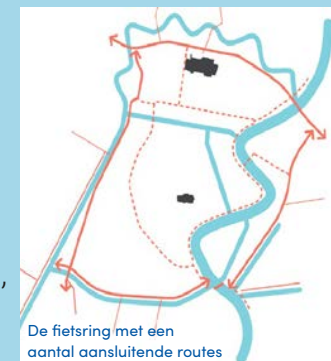 ,
De fietsring met een
aantal aansluitende routes